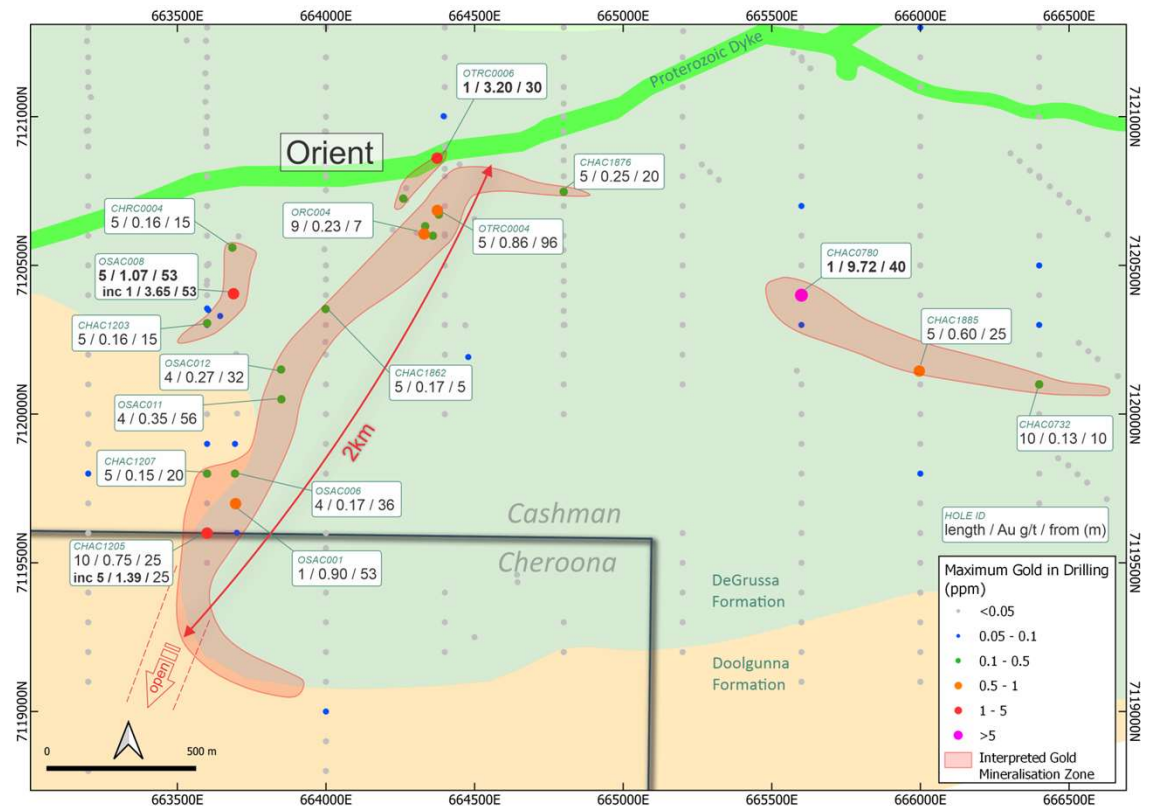 663500E 664000E 664500E 665000E 665500E 666000E 666500E
7121000N
7120500N
7120000N
7119500N
7119000N
Proterozoic Dyke
OTRC0006
1 / 3.20 / 30
Orient
CHAC1876
5 / 0.25 / 20
CHRC0004
5 / 0.16 / 15
ORC004
9 / 0.23 / 7
OTRC0004
5 / 0.86 / 96
OSAC008
5 / 1.07 / 53
inc 1 / 3.65 / 53
CHAC0780
1 / 9.72 / 40
CHAC1203
5 / 0.16 / 15
CHAC1885
5 / 0.60 / 25
OSAC012
4 / 0.27 / 32
CHAC1862
5 / 0.17 / 5
OSAC011
4 / 0.35 / 56
CHAC0732
10 / 0.13 / 10
2km
CHAC1207
5 / 0.15 / 20
OSAC006
4 / 0.17 / 36
Cashman
Cheroona
HOLE ID
length / Au g/t / from (m)
CHAC1205
10 / 0.75 / 25
inc 5 / 1.39 / 25
OSAC001
1 / 0.90 / 53
DeGrussa
Formation
Doolgunna
Formation
open
0 500 m
Maximum Gold in Drilling
(ppm)
<0.05
0.05 - 0.1
0.1 - 0.5
0.5 - 1
1 - 5
>5
Interpreted Gold
Mineralisation Zone
7121000N
7120500N
7120000N
7119500N
7119000N
663500E 664000E 664500E 665000E 665500E 666000E 666500E